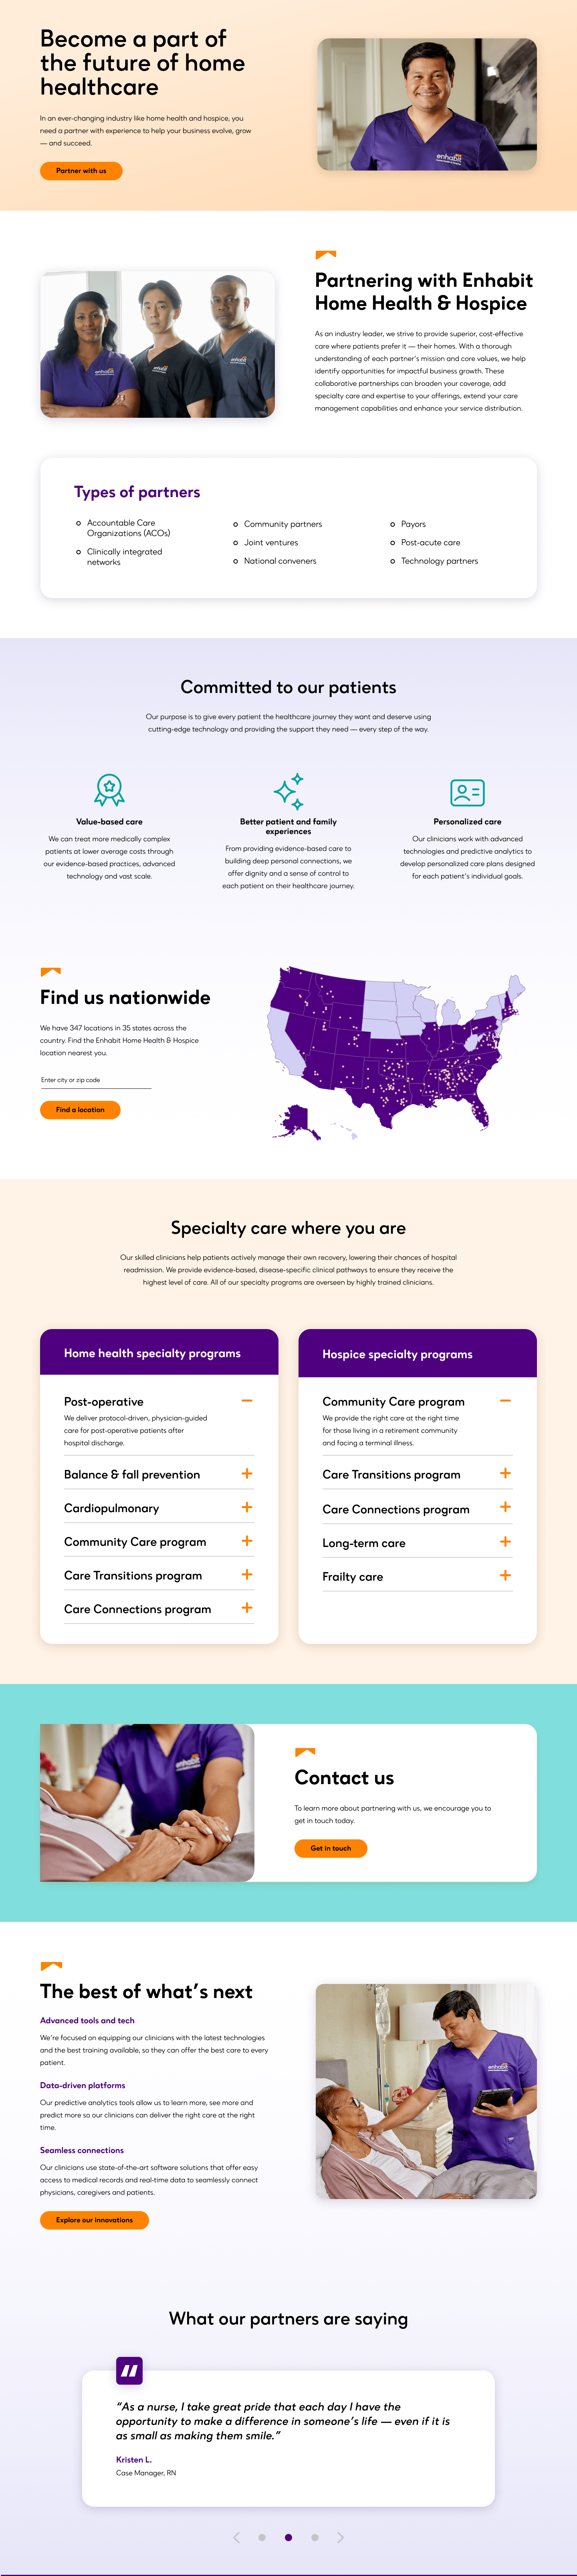 Become a part of
the future of home
healthcare
In an ever-changing industry like home health and hospice, you
need a partner with experience to help your business evolve, grow
— and succeed.
Partner with us
enhabit
Partnering with Enhabit
Home Health & Hospice
As an industry leader, we strive to provide superior, cost-effective
care where patients prefer it — their homes. With a thorough
understanding of each partner's mission and core values, we help
identify opportunities for impactful business growth. These
collaborative partnerships can broaden your coverage, add
specialty care and expertise to your offerings, extend your care
management capabilities and enhance your service distribution.
enhabit
enhabit
enhabit
Types of partners
Accountable Care
Organizations (ACOs)
Clinically integrated
networks
Community partners
Joint ventures
National conveners
Payors
Post-acute care
Technology partners
Committed to our patients
Our purpose is to give every patient the healthcare journey they want and deserve using
cutting-edge technology and providing the support they need — every step of the way.
Value-based care
We can treat more medically complex
patients at lower average costs through
our evidence-based practices, advanced
technology and vast scale.
Better patient and family
experiences
From providing evidence-based care to
building deep personal connections, we
offer dignity and a sense of control to
each patient on their healthcare journey.
Personalized care
Our clinicians work with advanced
technologies and predictive analytics to
develop personalized care plans designed
for each patient's individual goals.
Find us nationwide
We have 347 locations in 35 states across the
country. Find the Enhabit Home Health & Hospice
location nearest you.
Enter city or zip code
Find a location
Specialty care where you are
Our skilled clinicians help patients actively manage their own recovery, lowering their chances of hospital
readmission. We provide evidence-based, disease-specific clinical pathways to ensure they receive the
highest level of care. All of our specialty programs are overseen by highly trained clinicians.
Home health specialty programs
Post-operative
We deliver protocol-driven, physician-guided
care for post-operative patients after
hospital discharge.
Balance & fall prevention
Cardiopulmonary
Community Care program
Care Transitions program
Care Connections program
Hospice specialty programs
Community Care program
We provide the right care at the right time
for those living in a retirement community
and facing a terminal illness.
Care Transitions program
Care Connections program
Long-term care
Frailty care
enhabit
Contact us
To learn more about partnering with us, we encourage you to
get in touch today.
Get in touch
The best of what's next
Advanced tools and tech
We're focused on equipping our clinicians with the latest technologies
and the best training available, so they can offer the best care to every
patient.
Data-driven platforms
Our predictive analytics tools allow us to learn more, see more and
predict more so our clinicians can deliver the right care at the right
time.
Seamless connections
Our clinicians use state-of-the-art software solutions that offer easy
access to medical records and real-time data to seamlessly connect
physicians, caregivers and patients.
Explore our innovations
enhabit
What our partners are saying
“As a nurse, I take great pride that each day I have the
opportunity to make a difference in someone's life — even if it is
as small as making them smile.”
Kristen L.
Case Manager, RN